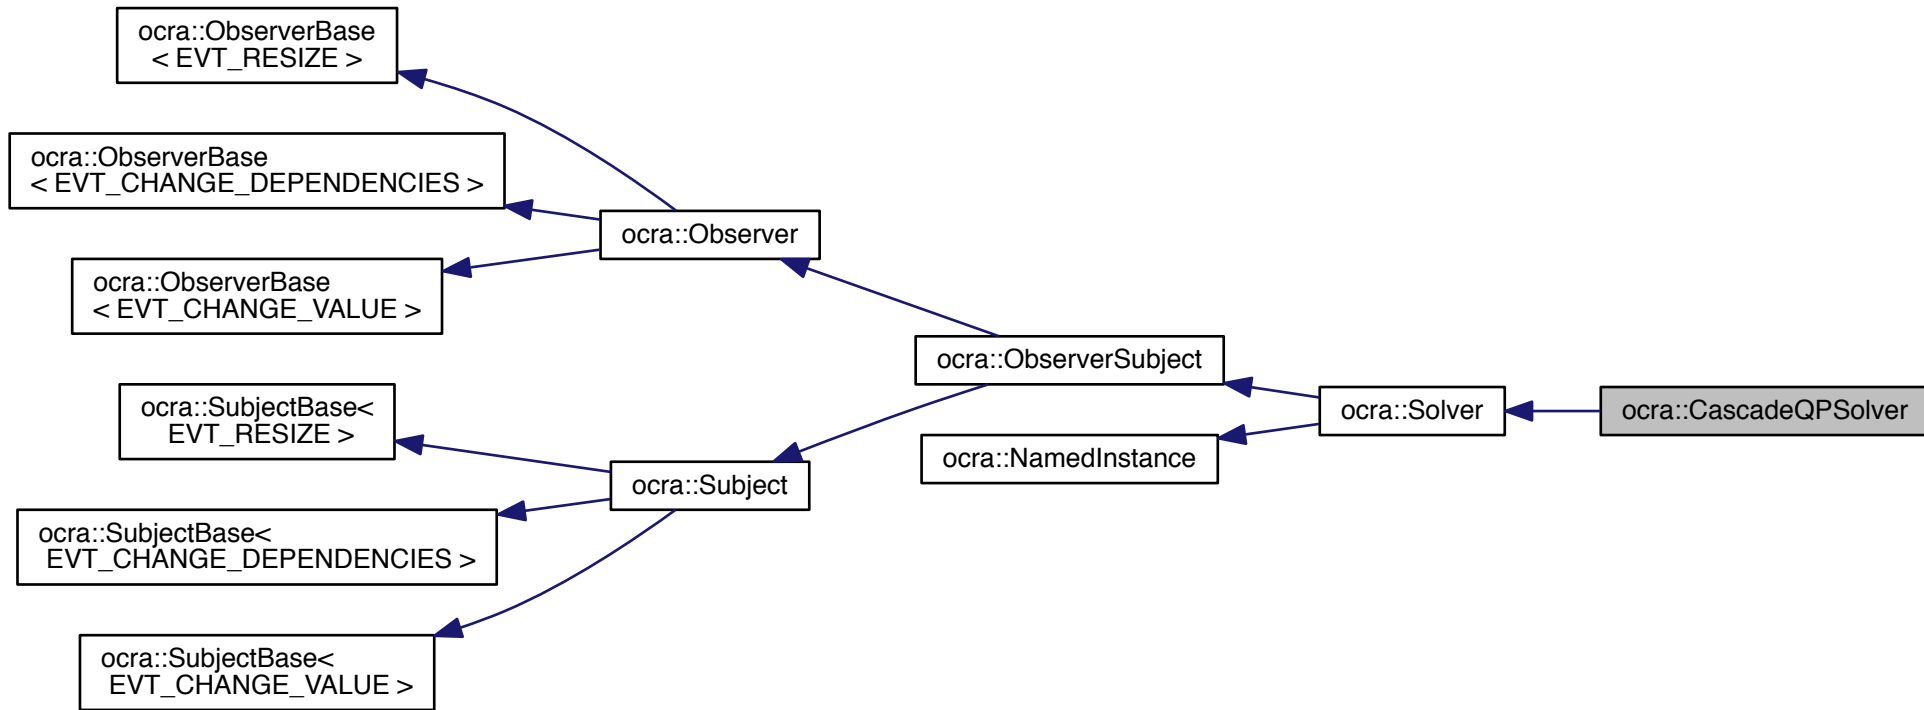 ocra::ObserverBase
< EVT_RESIZE >
ocra::ObserverBase
< EVT_CHANGE_DEPENDENCIES >
ocra::Observer
ocra::ObserverBase
< EVT_CHANGE_VALUE >
ocra::ObserverSubject
ocra::SubjectBase<
EVT_RESIZE >
ocra::Solver
ocra::CascadeQPSolver
ocra::NamedInstance
ocra::Subject
ocra::SubjectBase<
EVT_CHANGE_DEPENDENCIES >
ocra::SubjectBase<
EVT_CHANGE_VALUE >